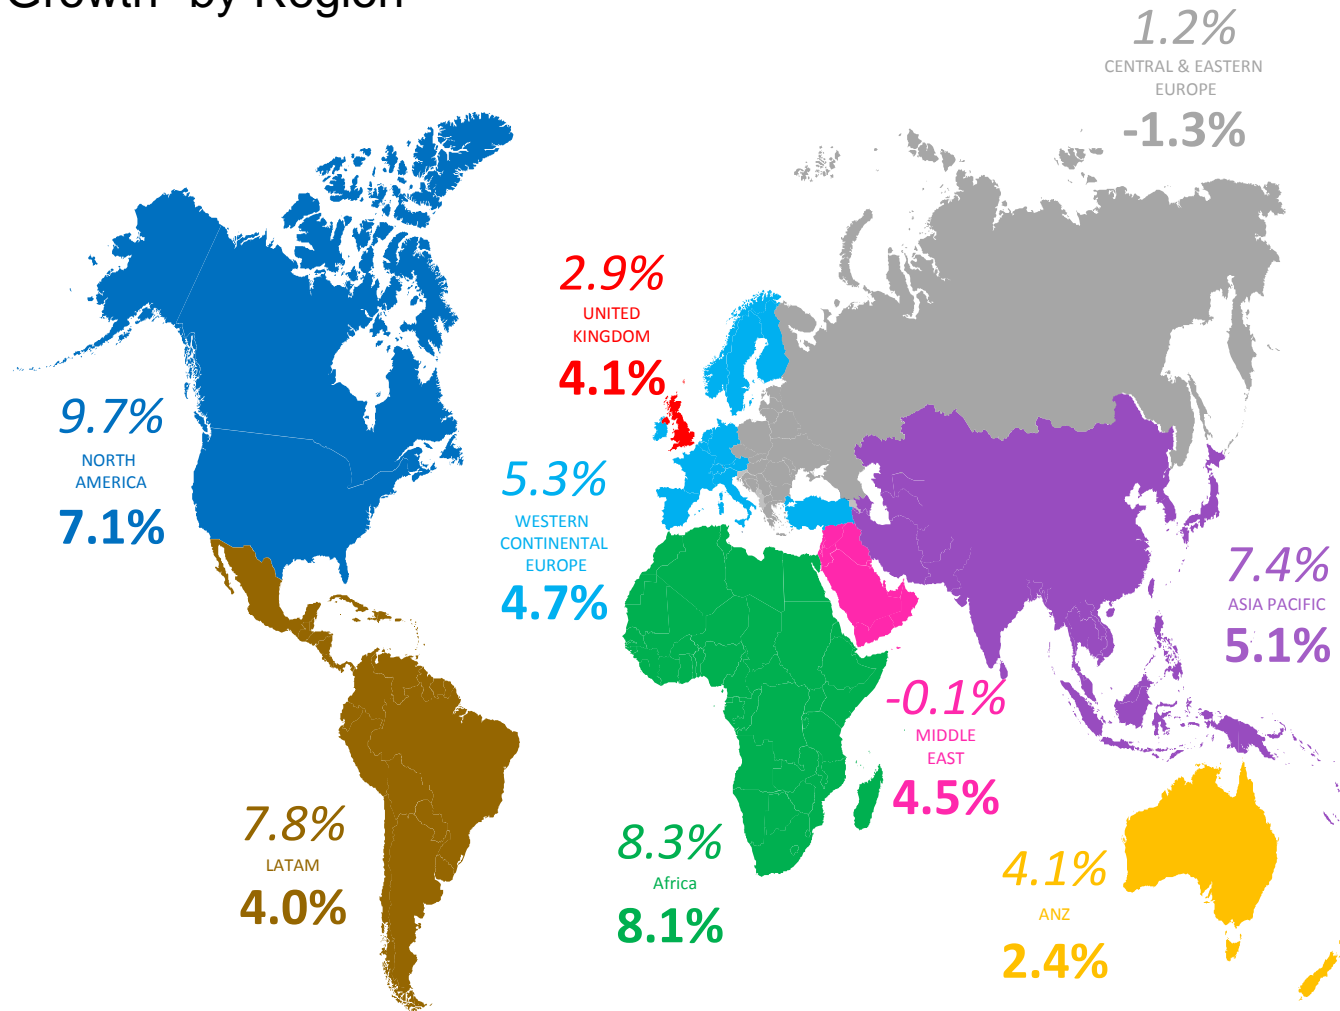 Growth by Region
1.2%
CENTRAL & EASTERN
EUROPE
-1.3%
2.9%
UNITED
KINGDOM
4.1%
9.7%
NORTH
AMERICA
7.1%
5.3%
WESTERN
CONTINENTAL
EUROPE
4.7%
7.4%
ASIA PACIFIC
5.1%
-0.1%
MIDDLE
EAST
4.5%
7.8%
LATAM
4.0%
8.3%
Africa
8.1%
4.1%
ANZ
2.4%